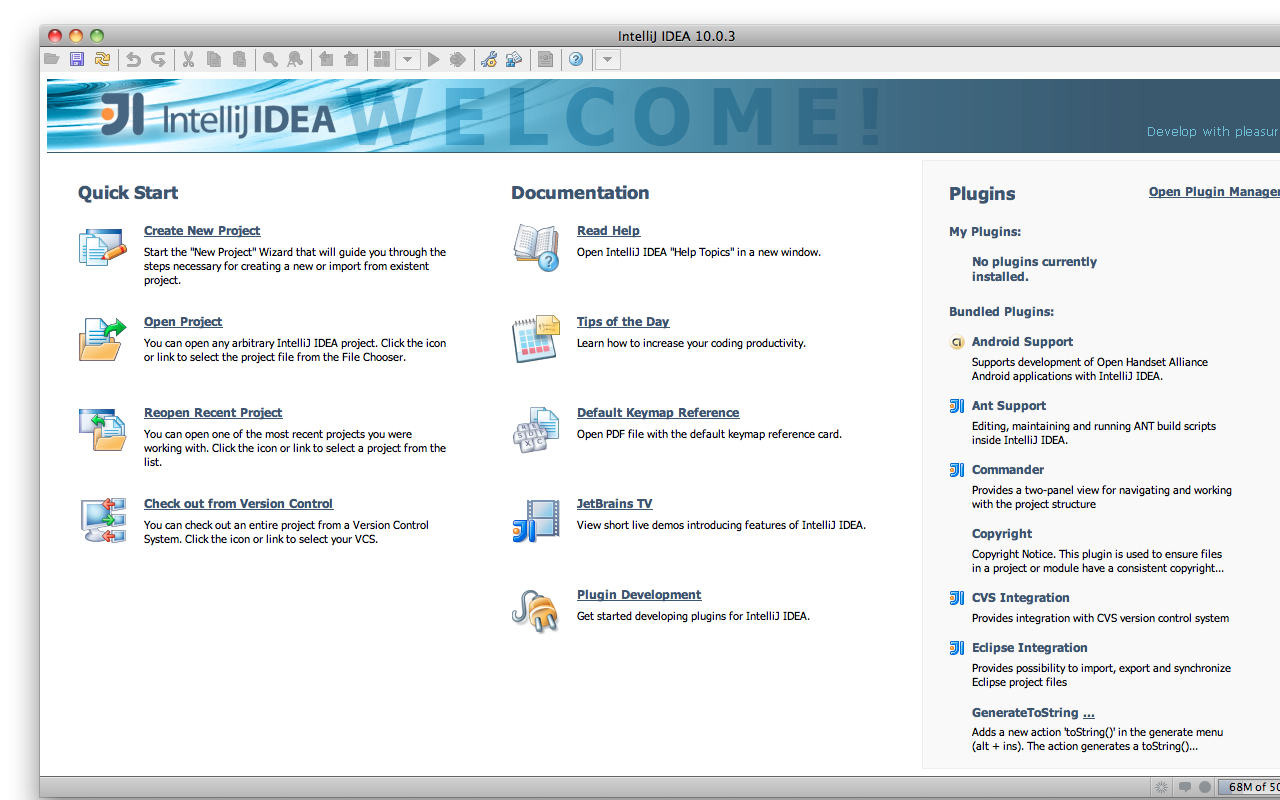 IntelliJ IDEA 10.0.3
IntelliJ IDEA WELCOME!
Develop with
Quick Start
Create New Project
Start the "New Project" Wizard that will guide you through the
steps necessary for creating a new or import from existent
project.
Open Project
You can open any arbitrary IntelliJ IDEA project. Click the icon
or link to select the project file from the File Chooser.
Reopen Recent Project
You can open one of the most recent projects you were
working with. Click the icon or link to select a project from the
list.
Check out from Version Control
You can check out an entire project from a Version Control
System. Click the icon or link to select your VCS.
Documentation
Read Help
Open IntelliJ IDEA "Help Topics" in a new window.
Tips of the Day
Learn how to increase your coding productivity.
Default Keymap Reference
Open PDF file with the default keymap reference card.
JetBrains TV
View short live demos introducing features of IntelliJ IDEA.
Plugin Development
Get started developing plugins for IntelliJ IDEA.
Plugins
Open Plugin Manager
My Plugins:
No plugins currently
installed.
Bundled Plugins:
Android Support
Supports development of Open Handset Alliance
Android applications with IntelliJ IDEA.
Ant Support
Editing, maintaining and running ANT build scripts
inside IntelliJ IDEA.
Commander
Provides a two-panel view for navigating and working
with the project structure
Copyright
Copyright Notice. This plugin is used to ensure files
in a project or module have a consistent copyright...
CVS Integration
Provides integration with CVS version control system
Eclipse Integration
Provides possibility to import, export and synchronize
Eclipse project files
GenerateToString ...
Adds a new action 'toString()' in the generate menu
(alt + ins). The action generates a toString()...
68M of